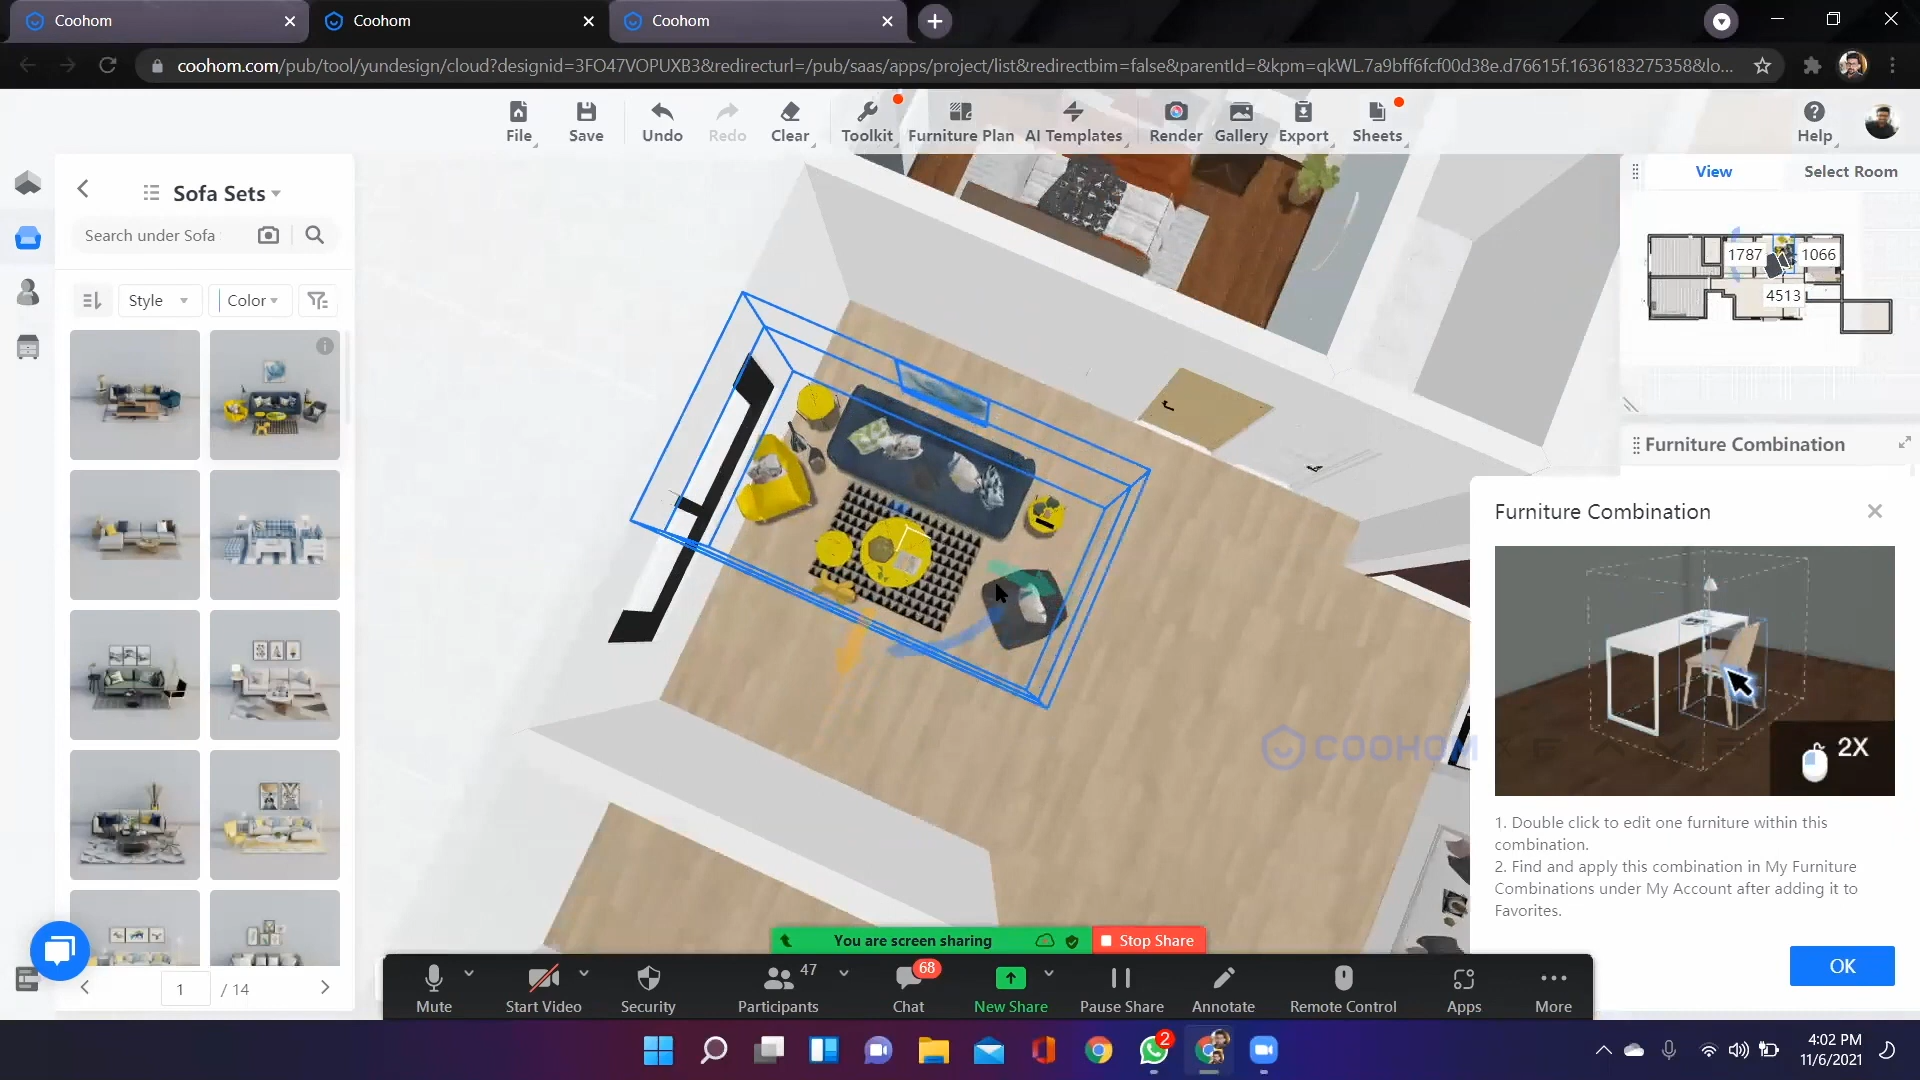 Coohom
Coohom
Coohom
coohom.com/pub/tool/yundesign/cloud?designid=3FO47VOPUXB3&redirecturl=/pub/saas/apps/project/list&redirectbim=false&parentId=&kpm=qkWL.7a9bff6fcf00d38e.d76615f.1636183275358&lo...
File
Save
Undo
Redo
Clear
Toolkit
Furniture Plan
AI Templates
Render
Gallery
Export
Sheets
Help
Sofa Sets
Search under Sofa
Style
Color
1 / 14
View
Select Room
1787
1066
4513
Furniture Combination
Furniture Combination
2X
1. Double click to edit one furniture within this
combination.
2. Find and apply this combination in My Furniture
Combinations under My Account after adding it to
Favorites.
OK
COOHOM
You are screen sharing
Stop Share
Mute
Start Video
Security
Participants
47
Chat
68
New Share
Pause Share
Annotate
Remote Control
Apps
More
2
4:02 PM
11/6/2021